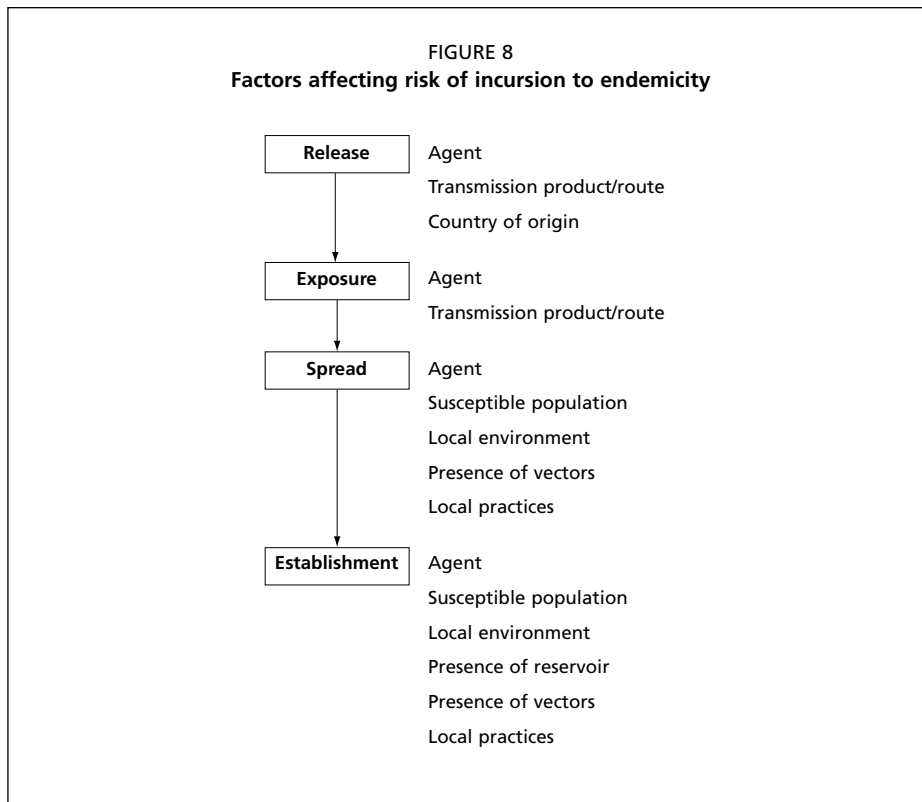 FIGURE 8
Factors affecting risk of incursion to endemicity
Release
Agent
Transmission product/route
Country of origin
Exposure
Agent
Transmission product/route
Spread
Agent
Susceptible population
Local environment
Presence of vectors
Local practices
Establishment
Agent
Susceptible population
Local environment
Presence of reservoir
Presence of vectors
Local practices